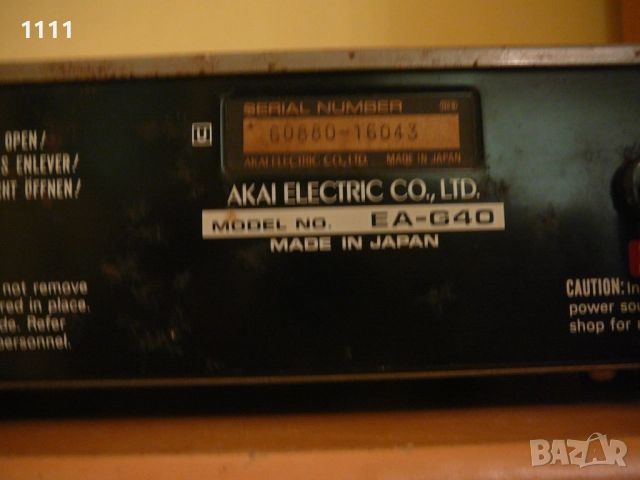 1111
SERIAL NUMBER
60880-16043
AKAI ELECTRIC CO., LTD. MADE IN JAPAN
U
OPEN/
S ENLEVER/
HT ÖFFNEN/
AKAI ELECTRIC CO., LTD.
MODEL NO. EA-G40
MADE IN JAPAN
not remove
red in place.
de. Refer
personnel.
CAUTION: In
power sou
shop for
BAZAR